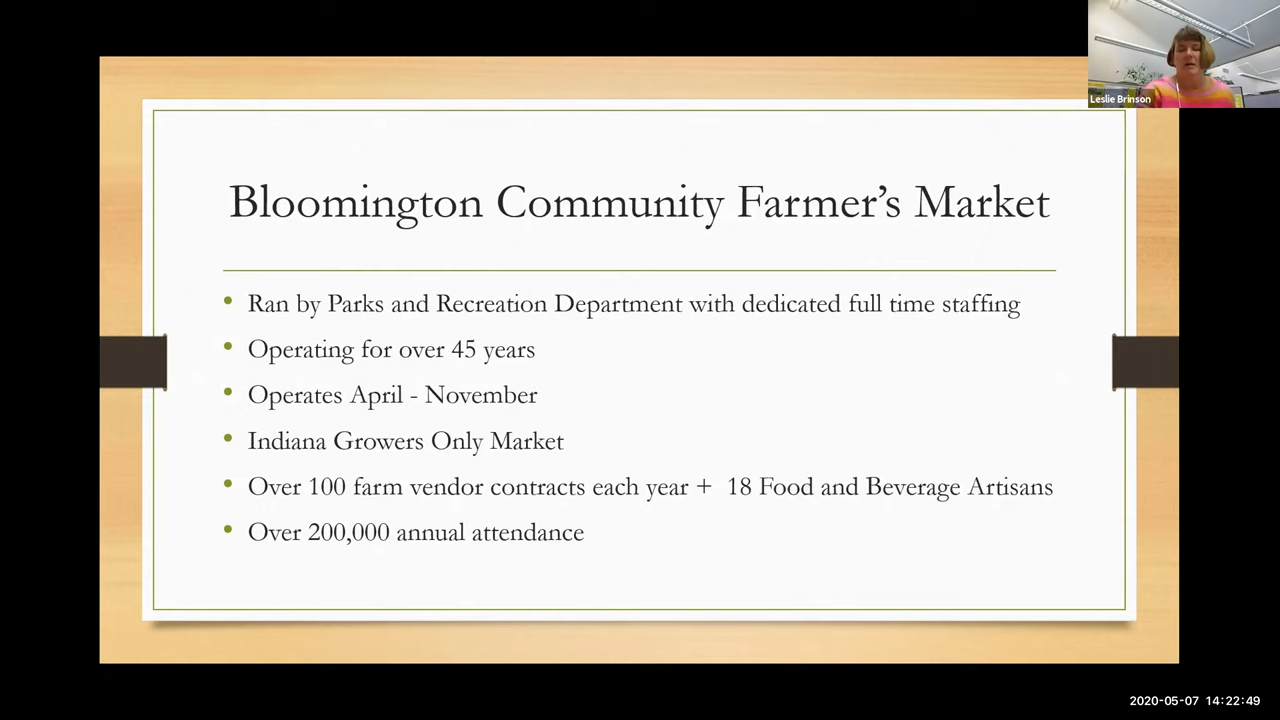 Leslie Brinson
Bloomington Community Farmer's Market
• Ran by Parks and Recreation Department with dedicated full time staffing
• Operating for over 45 years
• Operates April - November
• Indiana Growers Only Market
• Over 100 farm vendor contracts each year + 18 Food and Beverage Artisans
• Over 200,000 annual attendance
2020-05-07 14:22:49